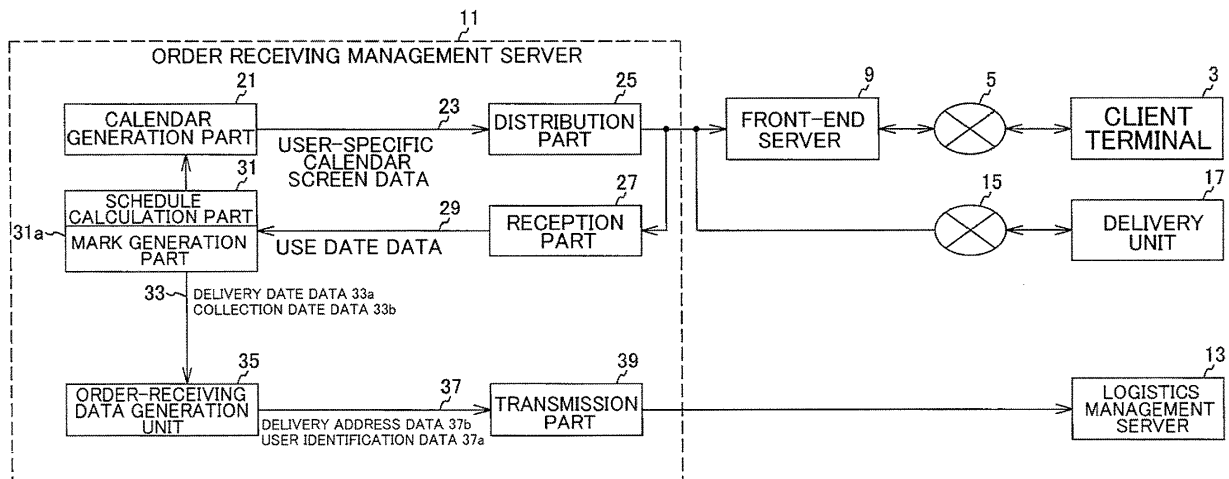 11
ORDER RECEIVING MANAGEMENT SERVER
21
CALENDAR
GENERATION PART
23
USER-SPECIFIC
CALENDAR
SCREEN DATA
25
DISTRIBUTION
PART
9
FRONT-END
SERVER
5
3
CLIENT
TERMINAL
31
SCHEDULE
CALCULATION PART
31a
MARK GENERATION
PART
29
USE DATE DATA
27
RECEPTION
PART
15
17
DELIVERY
UNIT
33
DELIVERY DATE DATA 33a
COLLECTION DATE DATA 33b
35
ORDER-RECEIVING
DATA GENERATION
UNIT
37
DELIVERY ADDRESS DATA 37b
USER IDENTIFICATION DATA 37a
39
TRANSMISSION
PART
13
LOGISTICS
MANAGEMENT
SERVER